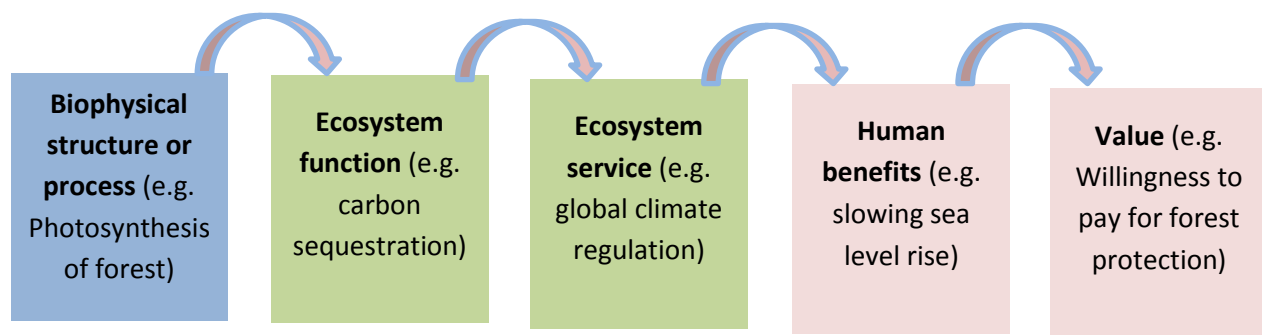 Biophysical
structure or
process (e.g.
Photosynthesis
of forest)
Ecosystem
function (e.g.
carbon
sequestration)
Ecosystem
service (e.g.
global climate
regulation)
Human
benefits (e.g.
slowing sea
level rise)
Value (e.g.
Willingness to
pay for forest
protection)